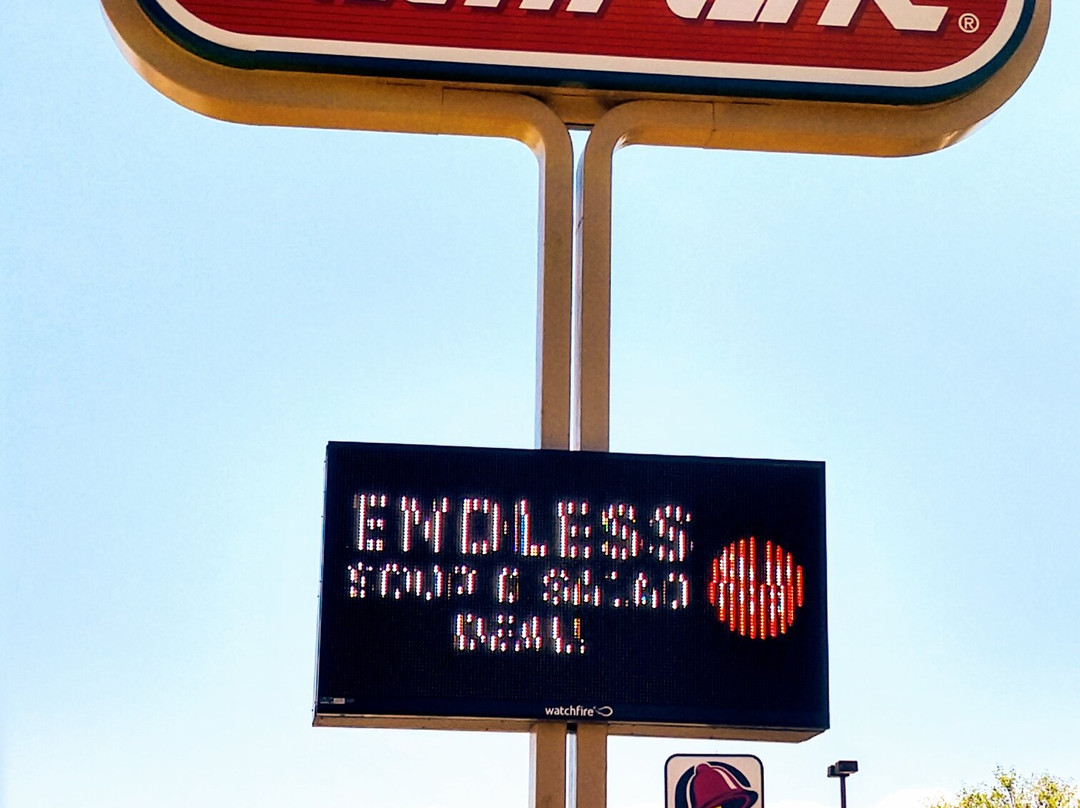 ®
ENDLESS
SOUP & SALAD
DEAL!
watchfire